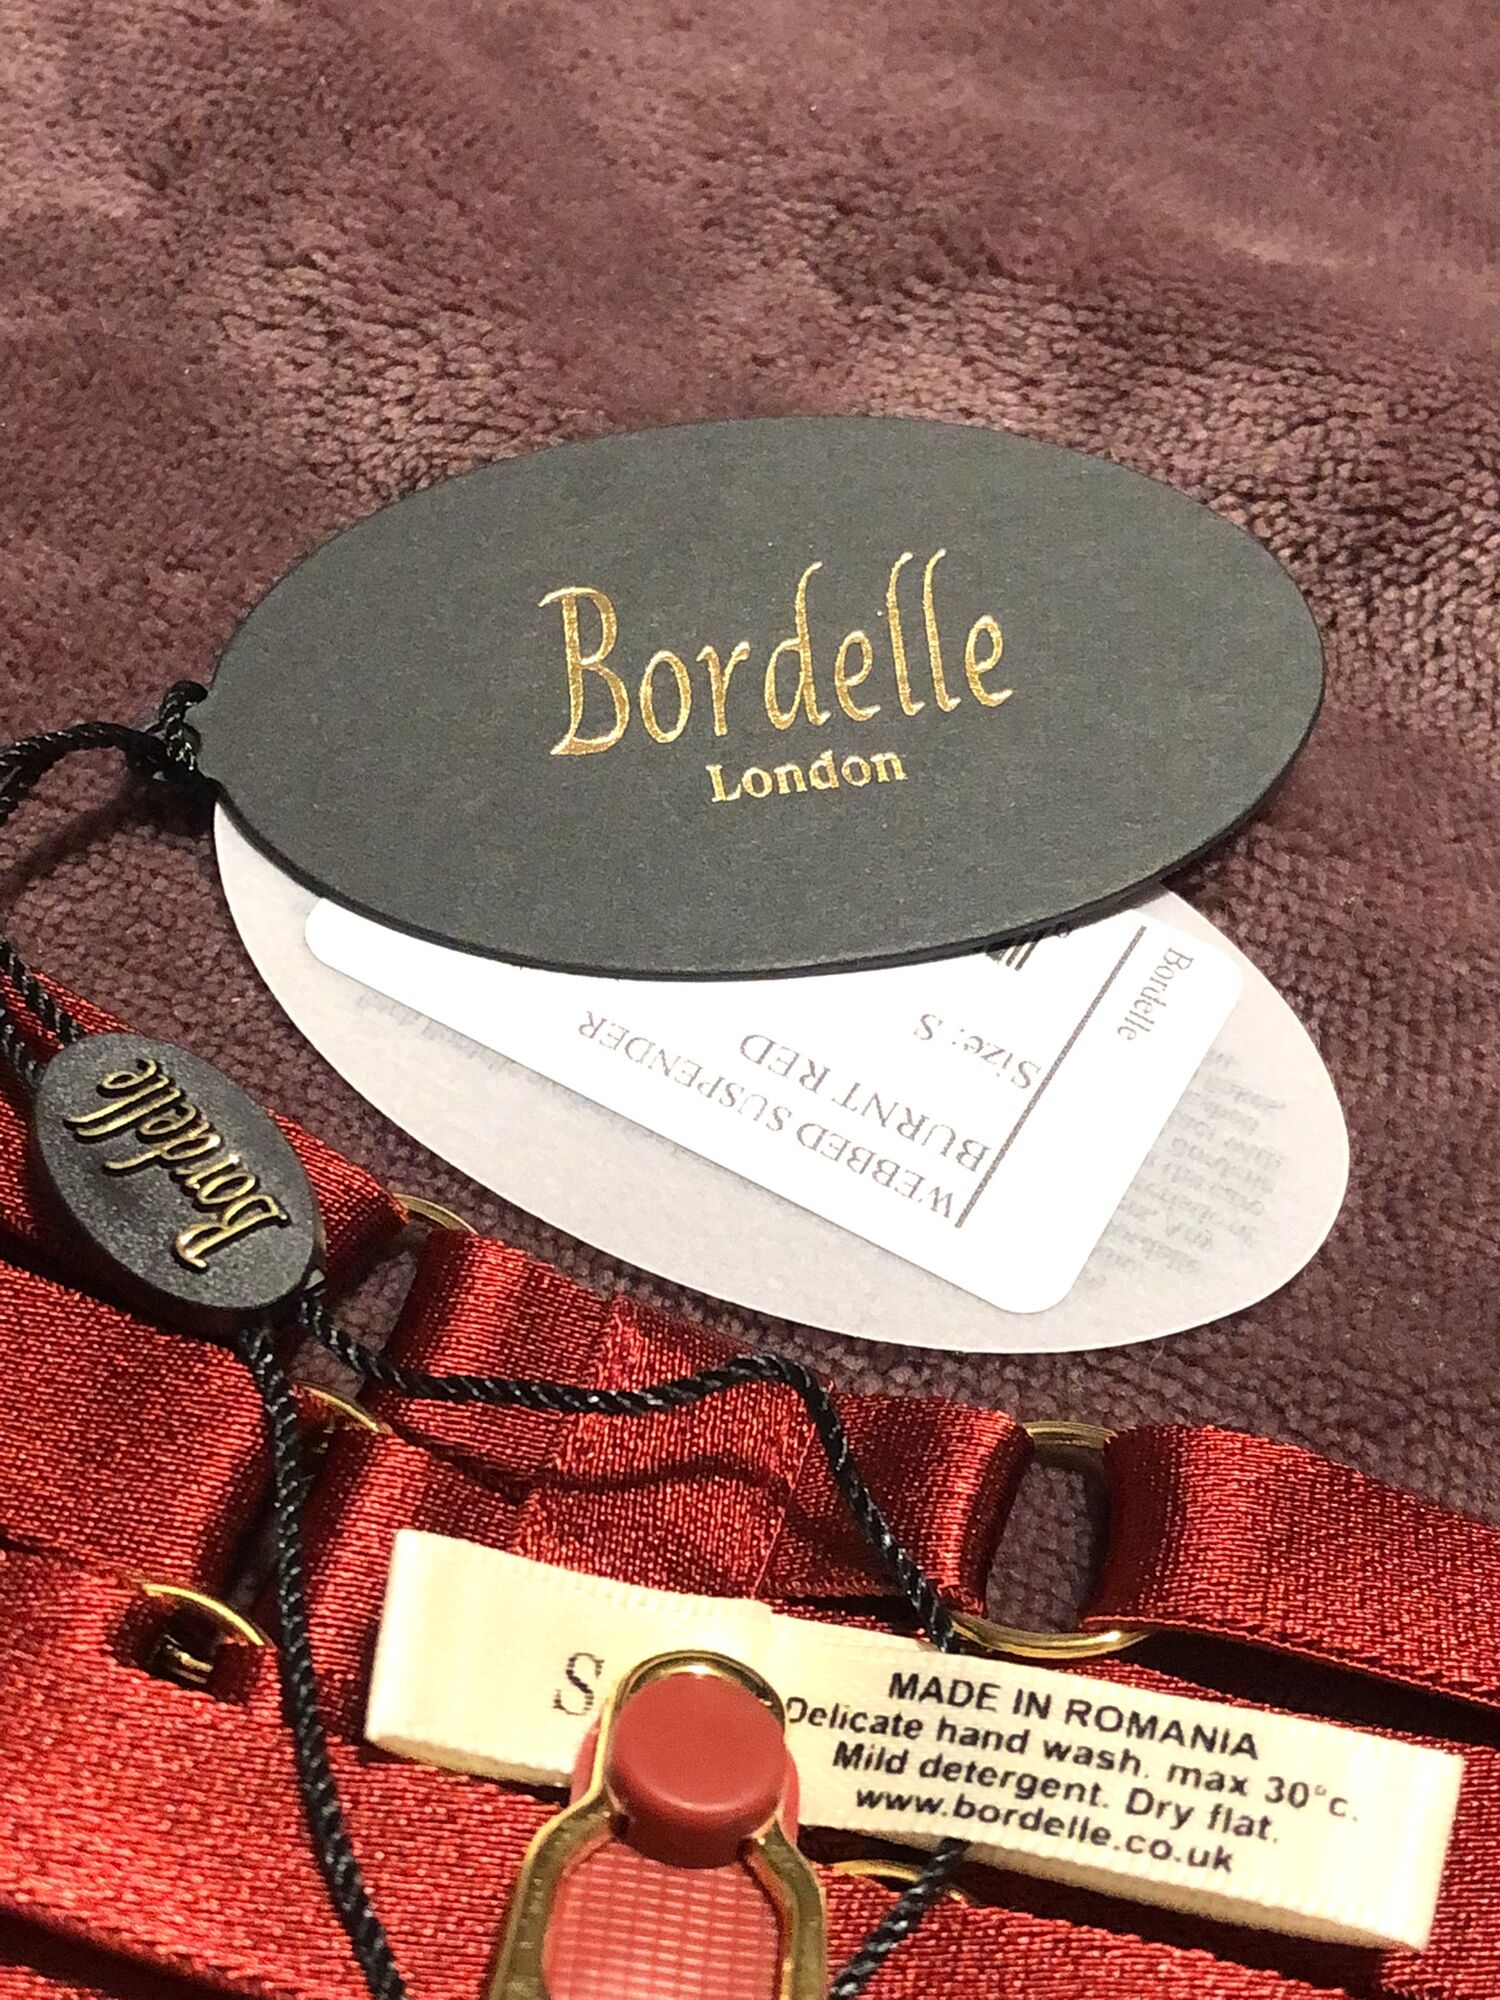 Bordelle
London
Bordelle
Size: S
BURNT RED
WEBBED SUSPENDER
Bordelle
S
MADE IN ROMANIA
Delicate hand wash. max 30°c.
Mild detergent. Dry flat.
www.bordelle.co.uk